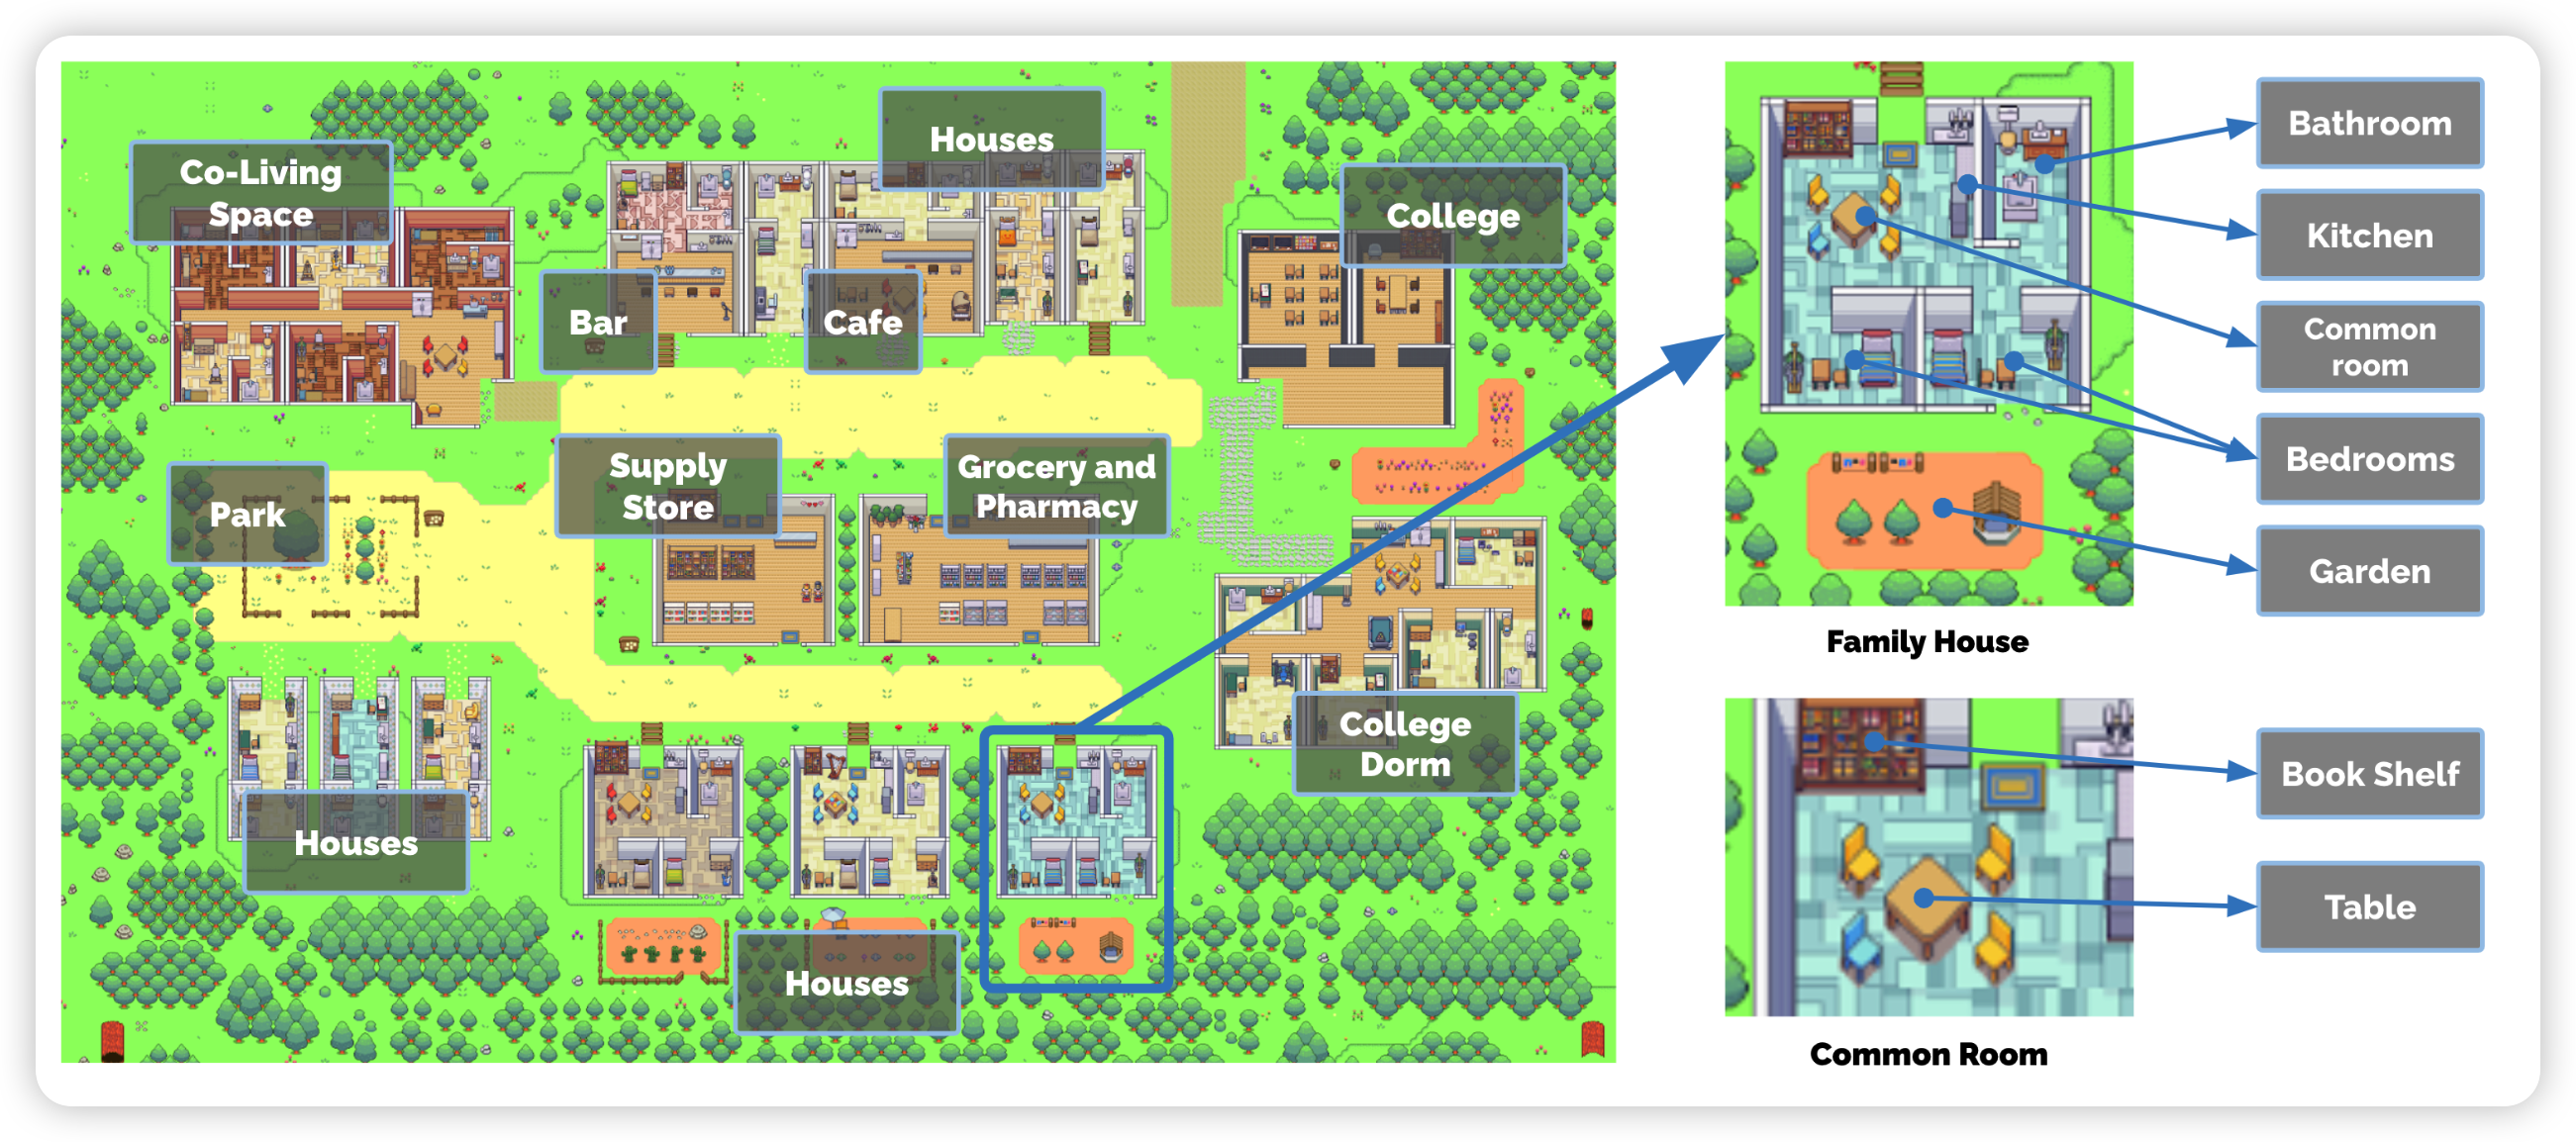 Houses
Co-Living
Space
College
Bar
Cafe
Supply
Store
Grocery and
Pharmacy
Park
College
Dorm
Houses
Houses
Bathroom
Kitchen
Common
room
Bedrooms
Garden
Family House
Book Shelf
Table
Common Room